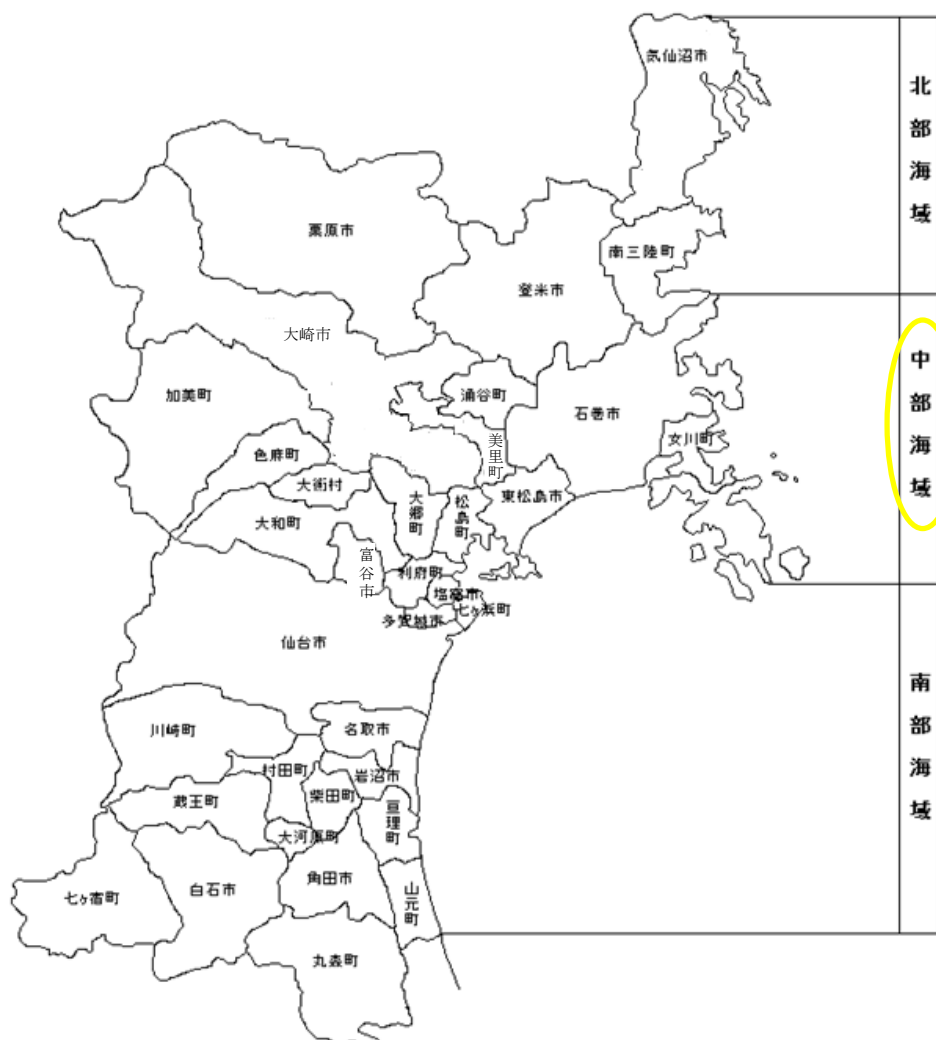 気仙沼市
北部海域
栗原市
南三陸町
登米市
大崎市
中部海域
加美町
涌谷町
石巻市
女川町
美里町
色麻町
大衡村
東松島市
大郷町
松島町
大和町
富谷市
利府町
塩竈市
七ヶ浜町
多賀城市
仙台市
南部海域
川崎町
名取市
村田町
岩沼市
柴田町
蔵王町
亘理町
大河原町
角田市
白石市
七ヶ宿町
山元町
丸森町